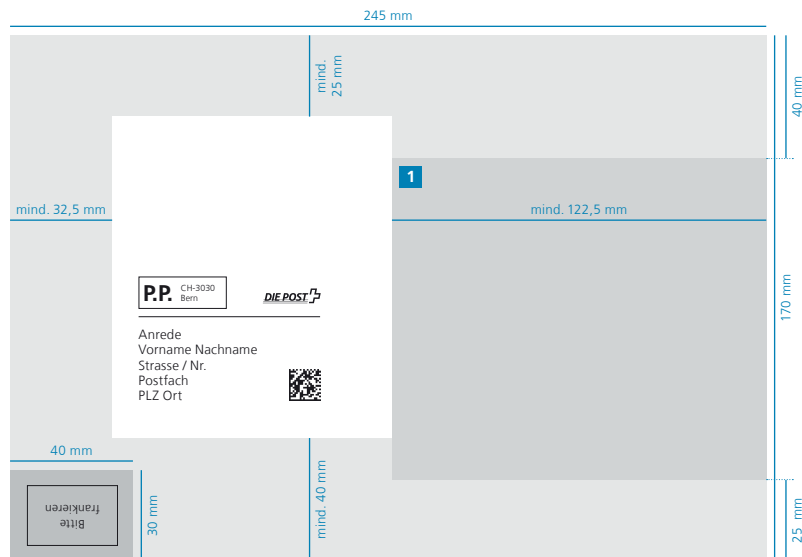 245 mm
mind.
25 mm
40 mm
1
mind. 32,5 mm
mind. 122,5 mm
P.P.
CH-3030
Bern
DIE POST
170 mm
Anrede
Vorname Nachname
Strasse / Nr.
Postfach
PLZ Ort
40 mm
mind. 40 mm
30 mm
Bitte
frankieren
25 mm